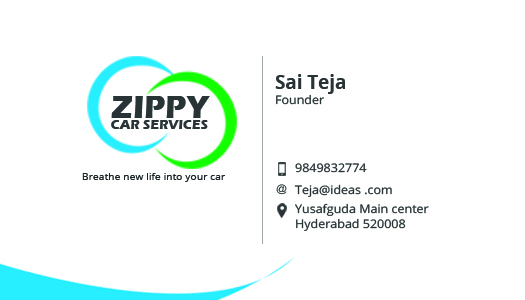 ZIPPY
CAR SERVICES
Breathe new life into your car
Sai Teja
Founder
9849832774
@ Teja@ideas .com
Yusafguda Main center
Hyderabad 520008